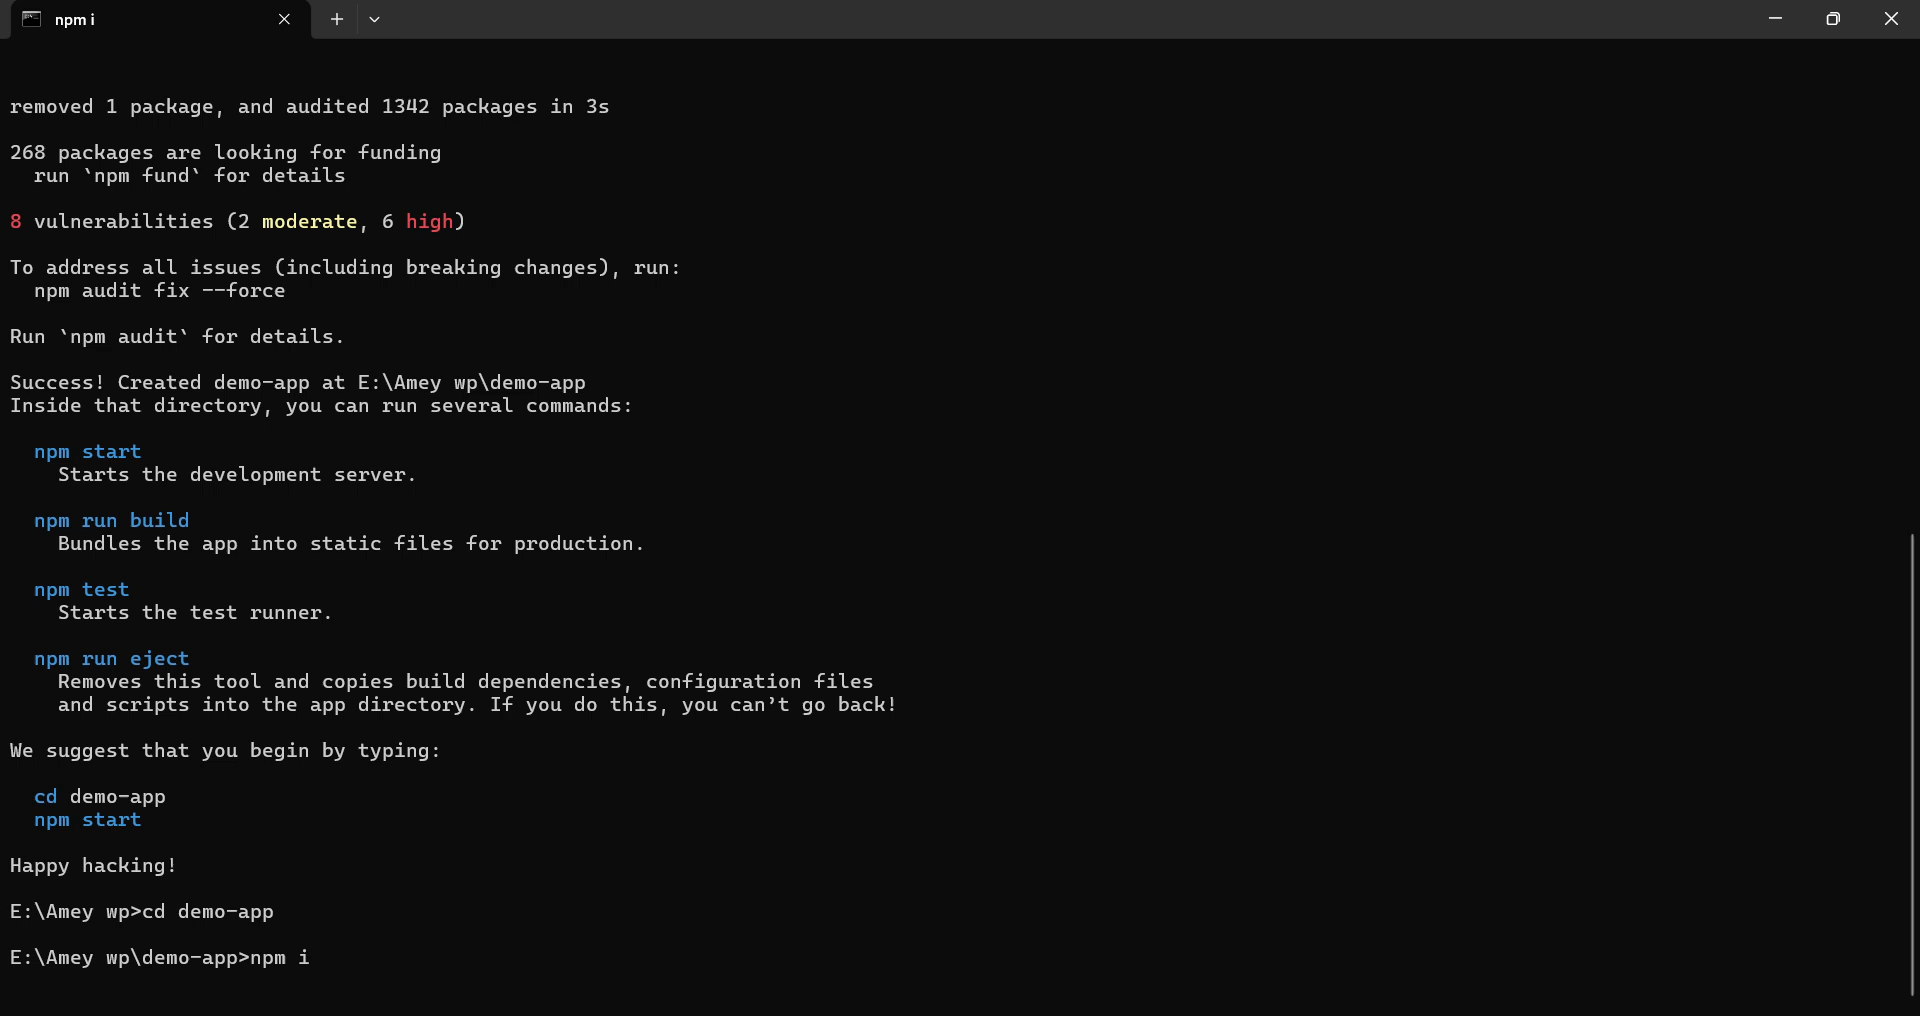 npm i
removed 1 package, and audited 1342 packages in 3s
268 packages are looking for funding
run `npm fund` for details
8 vulnerabilities (2 moderate, 6 high)
To address all issues (including breaking changes), run:
npm audit fix --force
Run `npm audit` for details.
Success! Created demo-app at E:\Amey wp\demo-app
Inside that directory, you can run several commands:
npm start
Starts the development server.
npm run build
Bundles the app into static files for production.
npm test
Starts the test runner.
npm run eject
Removes this tool and copies build dependencies, configuration files
and scripts into the app directory. If you do this, you can’t go back!
We suggest that you begin by typing:
cd demo-app
npm start
Happy hacking!
E:\Amey wp>cd demo-app
E:\Amey wp\demo-app>npm i